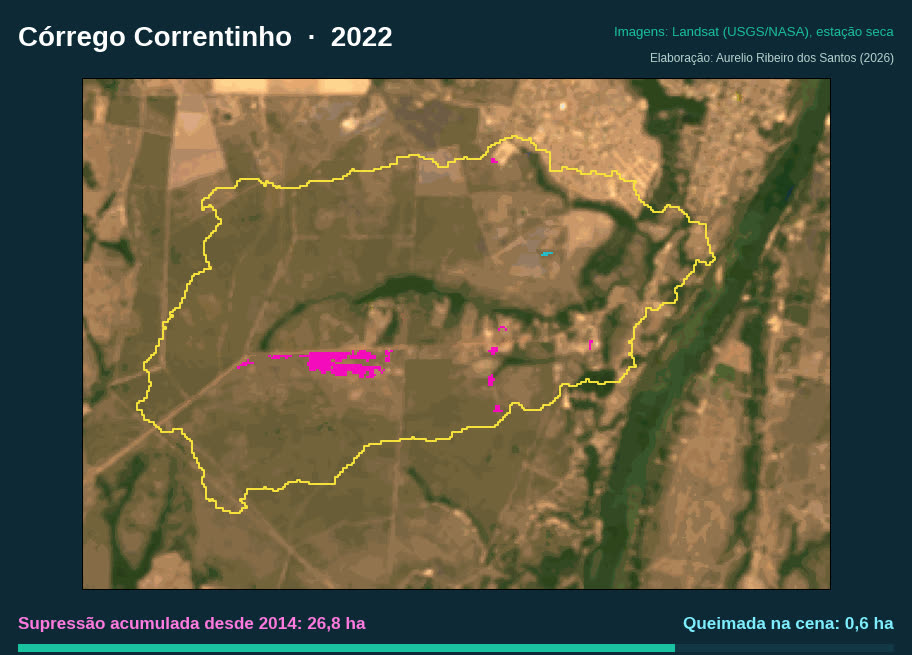 Córrego Correntinho · 2022
Imagens: Landsat (USGS/NASA), estação seca
Elaboração: Aurelio Ribeiro dos Santos (2026)
Supressão acumulada desde 2014: 26,8 ha
Queimada na cena: 0,6 ha